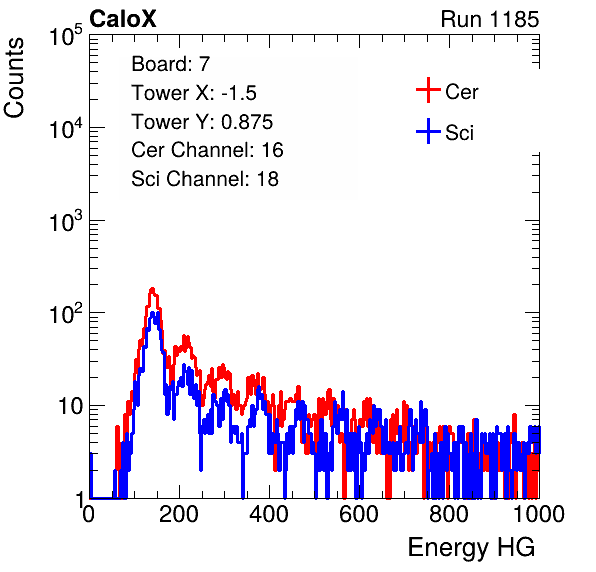 CaloX Run 1185
Counts
10^5
10^4
10^3
10^2
10
1
Board: 7
Tower X: -1.5
Tower Y: 0.875
Cer Channel: 16
Sci Channel: 18
Cer
Sci
0 200 400 600 800 1000
Energy HG